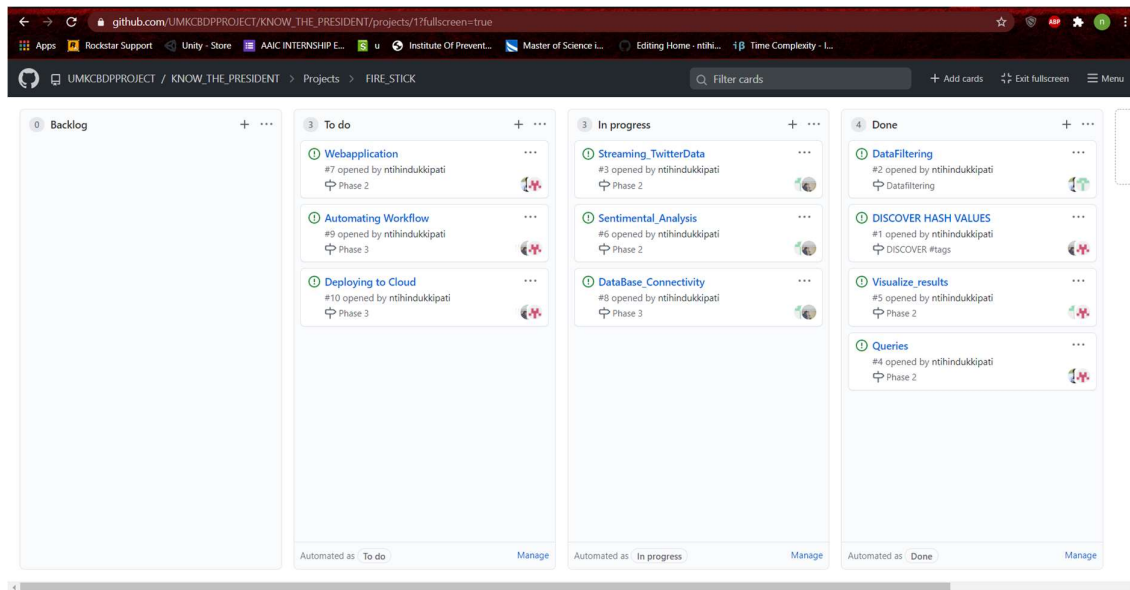 github.com/UMKCBDPPROJECT/KNOW_THE_PRESIDENT/projects/1?fullscreen=true
ABP
n
Apps Rockstar Support Unity - Store AAIC INTERNSHIP E... S u Institute Of Prevent... Master of Science i... Editing Home · ntihi... Time Complexity - I...
UMKCBDPPROJECT / KNOW_THE_PRESIDENT > Projects > FIRE_STICK Filter cards + Add cards Exit fullscreen Menu
0 Backlog + ...
3 To do + ...
Webapplication ...
#7 opened by ntihindukkipati
Phase 2
Automating Workflow ...
#9 opened by ntihindukkipati
Phase 3
Deploying to Cloud ...
#10 opened by ntihindukkipati
Phase 3
Automated as To do Manage
3 In progress + ...
Streaming_TwitterData ...
#3 opened by ntihindukkipati
Phase 2
Sentimental_Analysis ...
#6 opened by ntihindukkipati
Phase 2
DataBase_Connectivity ...
#8 opened by ntihindukkipati
Phase 3
Automated as In progress Manage
4 Done + ...
DataFiltering ...
#2 opened by ntihindukkipati
Datafiltering
DISCOVER HASH VALUES ...
#1 opened by ntihindukkipati
DISCOVER #tags
Visualize_results ...
#5 opened by ntihindukkipati
Phase 2
Queries ...
#4 opened by ntihindukkipati
Phase 2
Automated as Done Manage